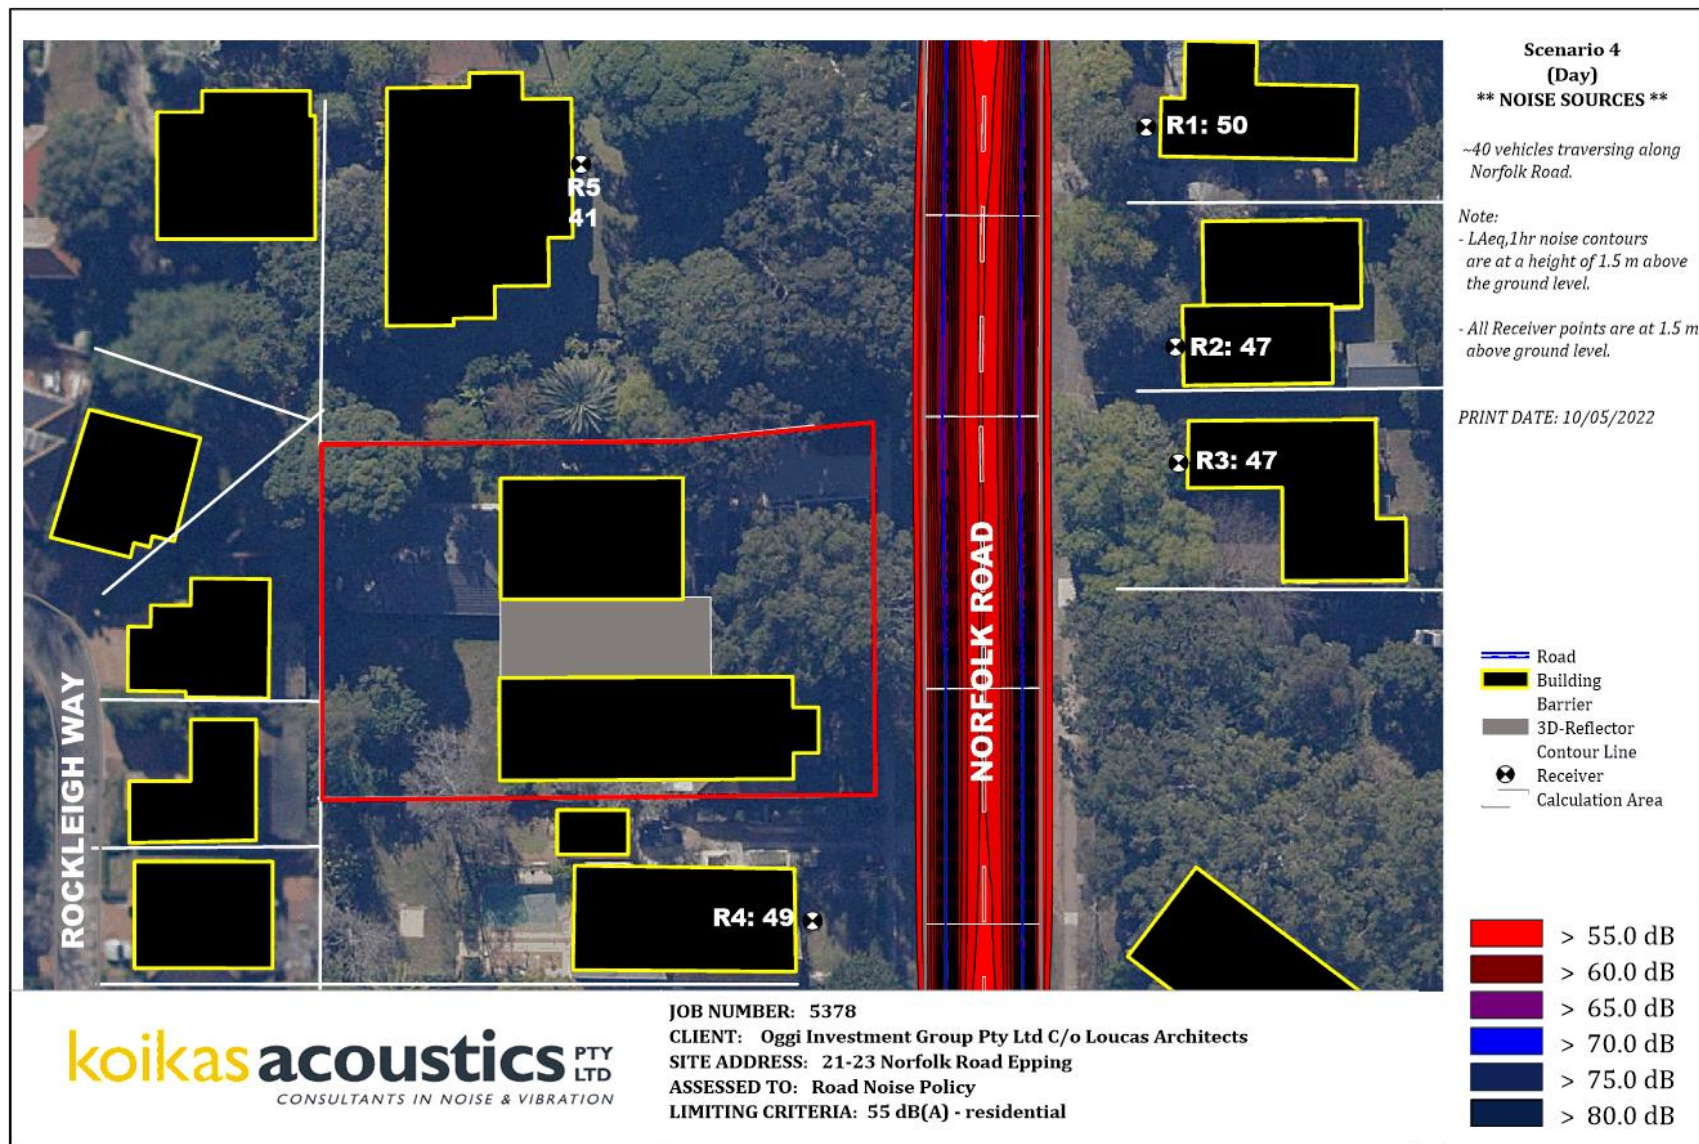 Scenario 4
(Day)
** NOISE SOURCES **
~40 vehicles traversing along
Norfolk Road.
Note:
- LAeq,1hr noise contours
are at a height of 1.5 m above
the ground level.
- All Receiver points are at 1.5 m
above ground level.
PRINT DATE: 10/05/2022
R1: 50
R5
41
R2: 47
R3: 47
R4: 49
NORFOLK ROAD
ROCKLEIGH WAY
Road
Building
Barrier
3D-Reflector
Contour Line
Receiver
Calculation Area
> 55.0 dB
> 60.0 dB
> 65.0 dB
> 70.0 dB
> 75.0 dB
> 80.0 dB
koikas acoustics PTY LTD
CONSULTANTS IN NOISE & VIBRATION
JOB NUMBER: 5378
CLIENT: Oggi Investment Group Pty Ltd C/o Loucas Architects
SITE ADDRESS: 21-23 Norfolk Road Epping
ASSESSED TO: Road Noise Policy
LIMITING CRITERIA: 55 dB(A) - residential